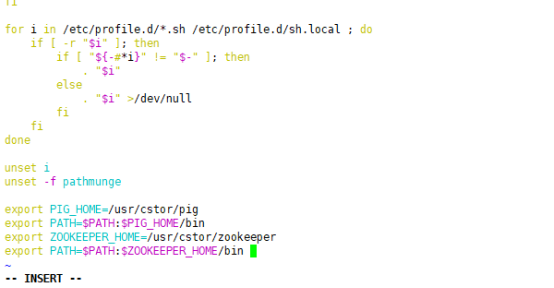 fi
for i in /etc/profile.d/*.sh /etc/profile.d/sh.local ; do
    if [ -r "$i" ]; then
        if [ "${-#*i}" != "$-" ]; then
            . "$i"
        else
            . "$i" >/dev/null
        fi
    fi
done
unset i
unset -f pathmunge
export PIG_HOME=/usr/cstor/pig
export PATH=$PATH:$PIG_HOME/bin
export ZOOKEEPER_HOME=/usr/cstor/zookeeper
export PATH=$PATH:$ZOOKEEPER_HOME/bin
~
-- INSERT --